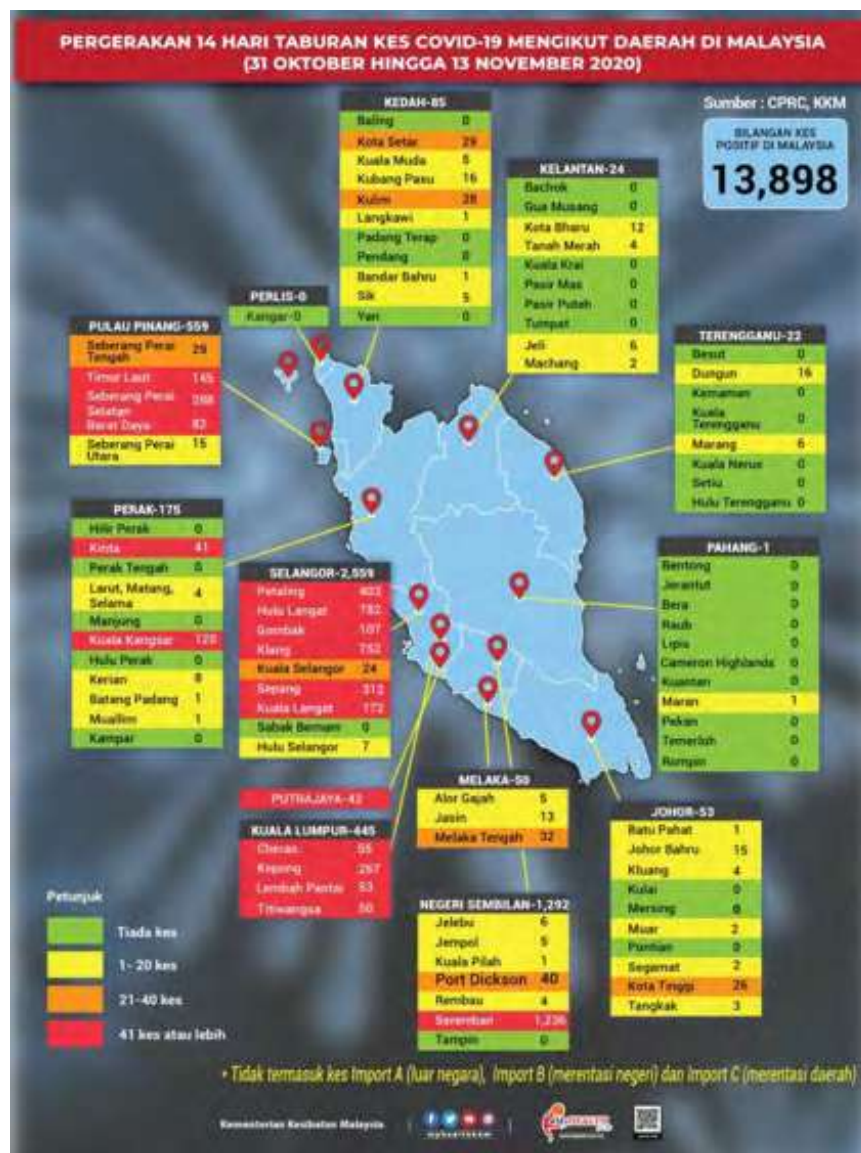 PERGERAKAN 14 HARI TABURAN KES COVID-19 MENGIKUT DAERAH DI MALAYSIA
(31 OKTOBER HINGGA 13 NOVEMBER 2020)
Sumber : CPRC, KKM
BILANGAN KES
POSITIF DI MALAYSIA
13,898
KEDAH-85
Baling 0
Kota Setar 29
Kuala Muda 5
Kubang Pasu 16
Kulim 28
Langkawi 1
Padang Terap 0
Pendang 0
Bandar Bahru 1
Sik 5
Yan 0
KELANTAN-24
Bachok 0
Gua Musang 0
Kota Bharu 12
Tanah Merah 4
Kuala Krai 0
Pasir Mas 0
Pasir Puteh 0
Tumpat 0
Jeli 6
Machang 2
PERLIS-0
Kangar-0
PULAU PINANG-559
Seberang Perai
Tengah 29
Timur Laut 145
Seberang Perai
Selatan 288
Barat Daya 82
Seberang Perai
Utara 15
TERENGGANU-22
Besut 0
Dungun 16
Kemaman 0
Kuala
Terengganu 0
Marang 6
Kuala Nerus 0
Setiu 0
Hulu Terengganu 0
PERAK-175
Hilir Perak 0
Kinta 41
Perak Tengah 0
Larut, Matang,
Selama 4
Manjung 0
Kuala Kangsar 120
Hulu Perak 0
Kerian 8
Batang Padang 1
Muallim 1
Kampar 0
SELANGOR-2,559
Petaling 403
Hulu Langat 782
Gombak 107
Klang 752
Kuala Selangor 24
Sepang 312
Kuala Langat 172
Sabak Bernam 0
Hulu Selangor 7
PAHANG-1
Bentong 0
Jerantut 0
Bera 0
Raub 0
Lipis 0
Cameron Highlands 0
Kuantan 0
Maran 1
Pekan 0
Temerloh 0
Rompin 0
PUTRAJAYA-42
KUALA LUMPUR-445
Cheras 55
Kepong 267
Lembah Pantai 53
Titiwangsa
MELAKA-50
Alor Gajah 5
Jasin 13
Melaka Tengah 32
JOHOR-53
Batu Pahat 1
Johor Bahru 15
Kluang 4
Kulai 0
Mersing 0
Muar 2
Pontian 0
Segamat 2
Kota Tinggi 26
Tangkak 3
NEGERI SEMBILAN-1,292
Jelebu 6
Jempol 5
Kuala Pilah 1
Port Dickson 40
Rembau 4
Seremban 1,236
Tampin 0
Petunjuk
Tiada kes
1- 20 kes
21-40 kes
41 kes atau lebih
* Tidak termasuk kes Import A (luar negara), Import B (merentasi negeri) dan Import C (merentasi daerah)
Kementerian Kesihatan Malaysia
myhealthkkm